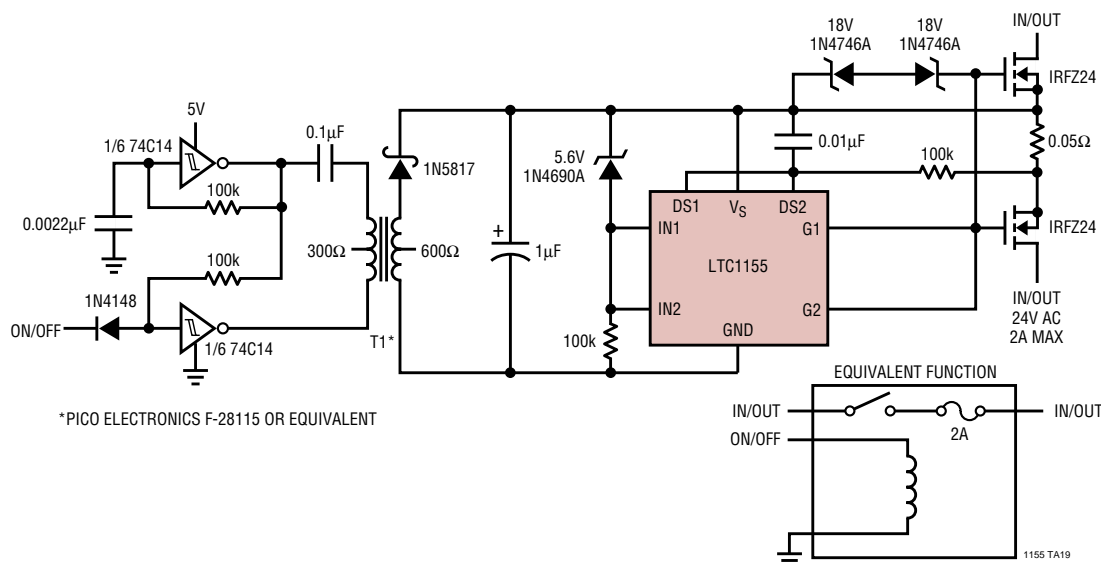 18V
1N4746A
18V
1N4746A
IN/OUT
IRFZ24
5V
1/6 74C14
0.1µF
1N5817
5.6V
1N4690A
0.01µF
0.05Ω
100k
100k
0.0022µF
DS1
VS
DS2
IN1
G1
IRFZ24
300Ω
600Ω
+
1µF
LTC1155
100k
1N4148
IN2
G2
ON/OFF
1/6 74C14
T1*
100k
GND
IN/OUT
24V AC
2A MAX
*PICO ELECTRONICS F-28115 OR EQUIVALENT
EQUIVALENT FUNCTION
IN/OUT
IN/OUT
2A
ON/OFF
1155 TA19